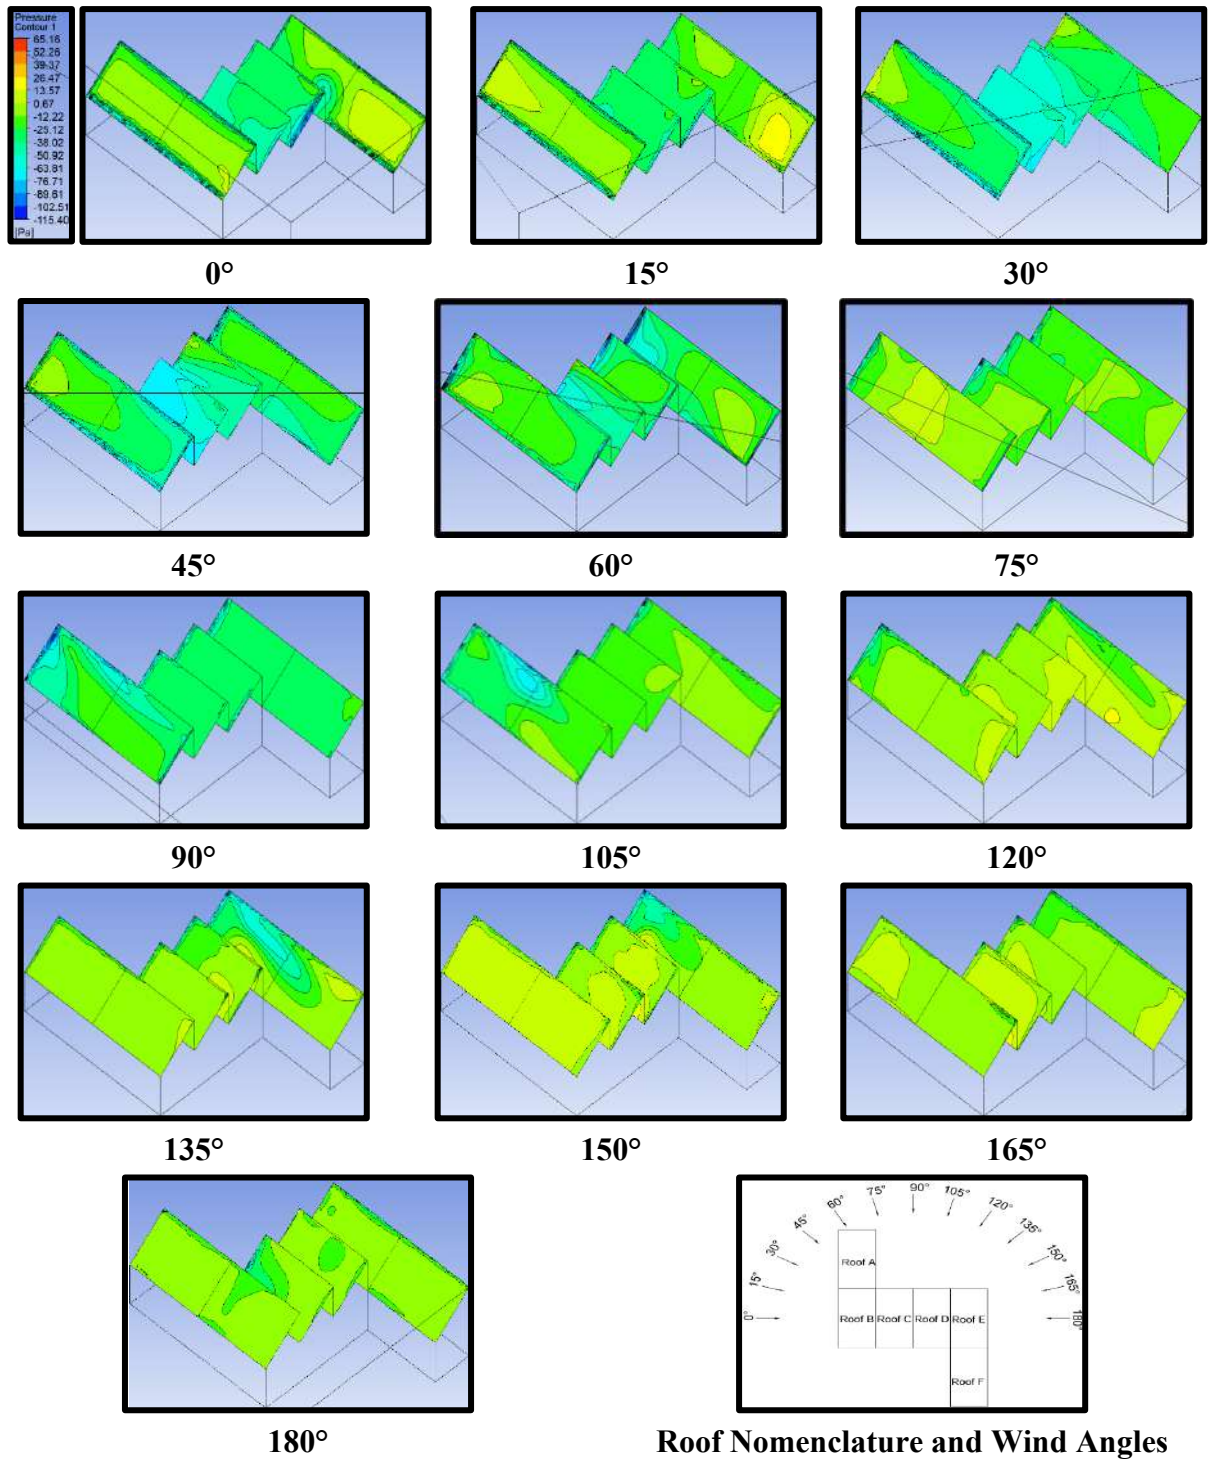 Pressure
Contour 1
65.16
52.26
39.37
26.47
13.57
0.67
-12.22
-25.12
-38.02
-50.92
-63.81
-76.71
-89.61
-102.51
-115.40
[Pa]
0° 15° 30°
45° 60° 75°
90° 105° 120°
135° 150° 165°
0° 15° 30° 45° 60° 75° 90° 105° 120° 135° 150° 165° 180°
Roof A
Roof B Roof C Roof D Roof E
Roof F
180° Roof Nomenclature and Wind Angles